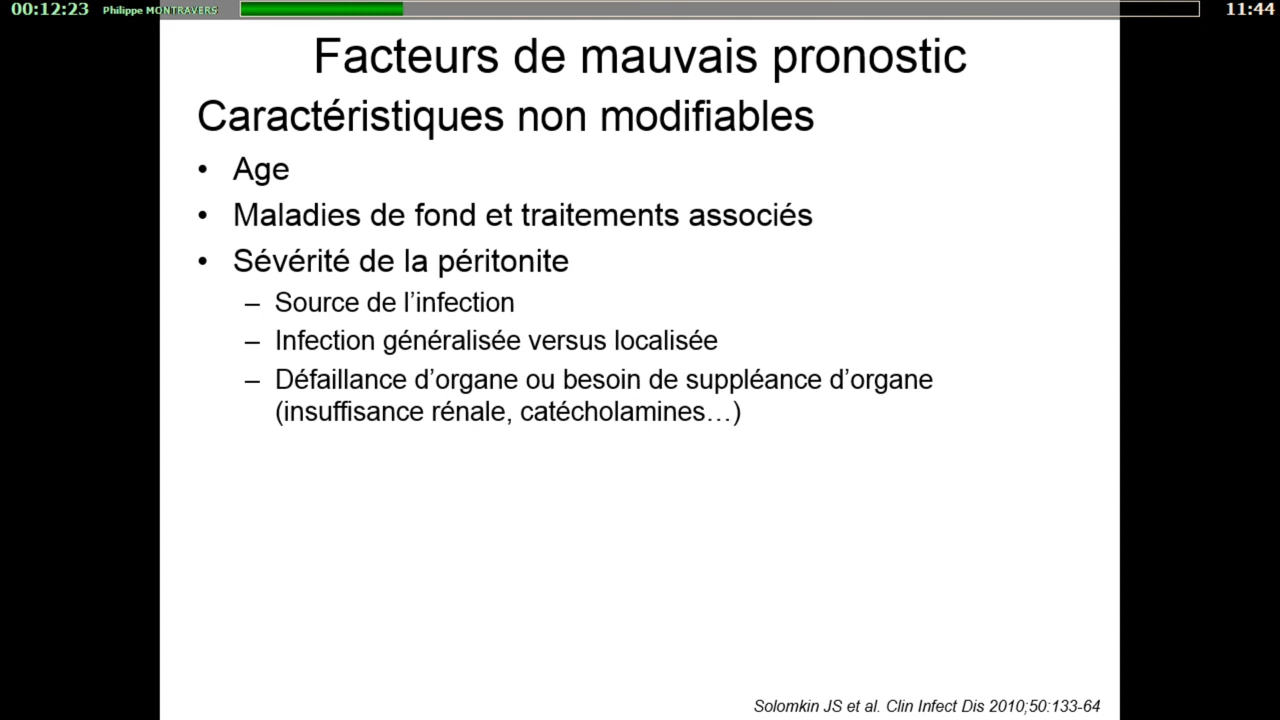 00:12:23 Philippe MONTRAVERS 11:44
Facteurs de mauvais pronostic
Caractéristiques non modifiables
• Age
• Maladies de fond et traitements associés
• Sévérité de la péritonite
– Source de l’infection
– Infection généralisée versus localisée
– Défaillance d’organe ou besoin de suppléance d’organe
(insuffisance rénale, catécholamines…)
Solomkin JS et al. Clin Infect Dis 2010;50:133-64